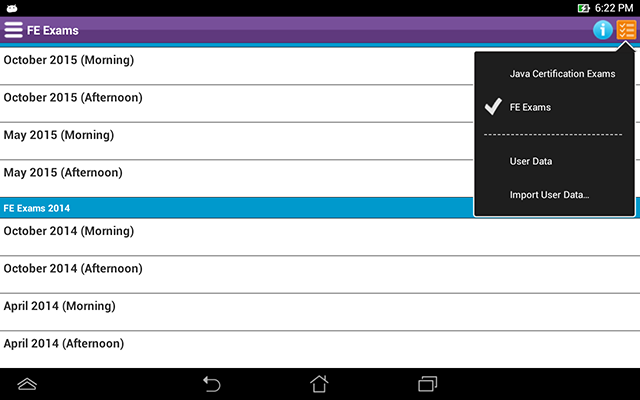 6:22 PM
FE Exams
October 2015 (Morning)
October 2015 (Afternoon)
May 2015 (Morning)
May 2015 (Afternoon)
FE Exams 2014
October 2014 (Morning)
October 2014 (Afternoon)
April 2014 (Morning)
April 2014 (Afternoon)
Java Certification Exams
FE Exams
User Data
Import User Data...